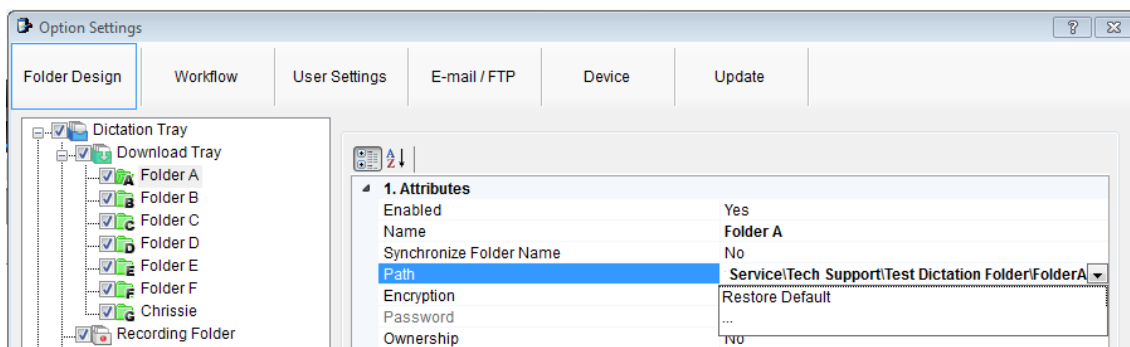 Option Settings
Folder Design Workflow User Settings E-mail / FTP Device Update
Dictation Tray
Download Tray
Folder A
Folder B
Folder C
Folder D
Folder E
Folder F
Chrissie
Recording Folder
1. Attributes
Enabled Yes
Name Folder A
Synchronize Folder Name No
Path Service\Tech Support\Test Dictation Folder\FolderA
Encryption
Restore Default
Password
...
Ownership No